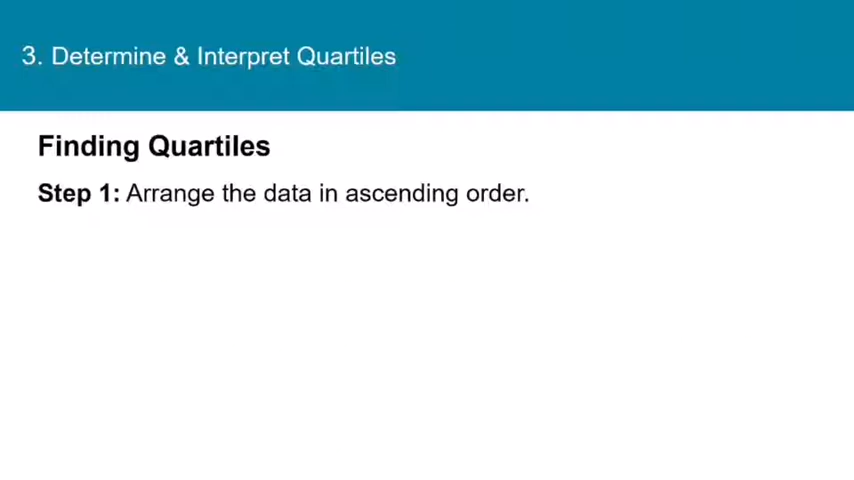 3. Determine & Interpret Quartiles
Finding Quartiles
Step 1: Arrange the data in ascending order.